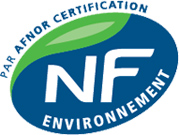 PAR AFNOR CERTIFICATION
NF
ENVIRONNEMENT